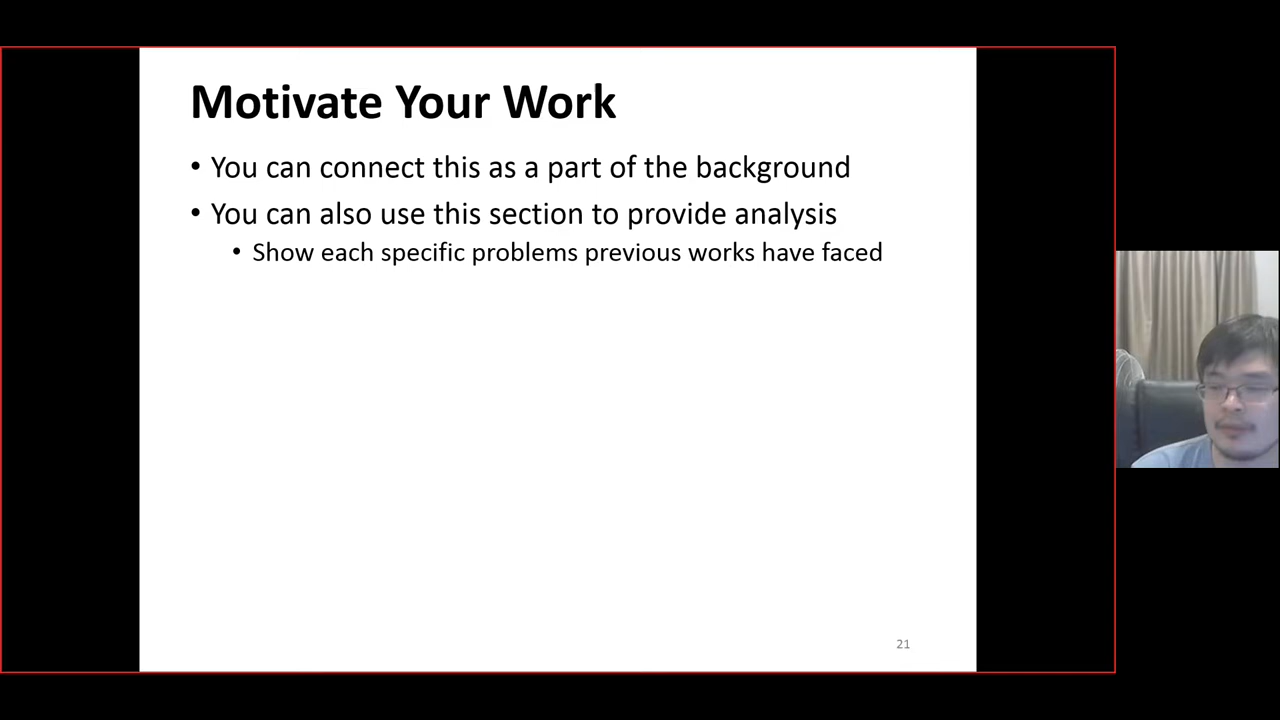 Motivate Your Work
• You can connect this as a part of the background
• You can also use this section to provide analysis
• Show each specific problems previous works have faced
21